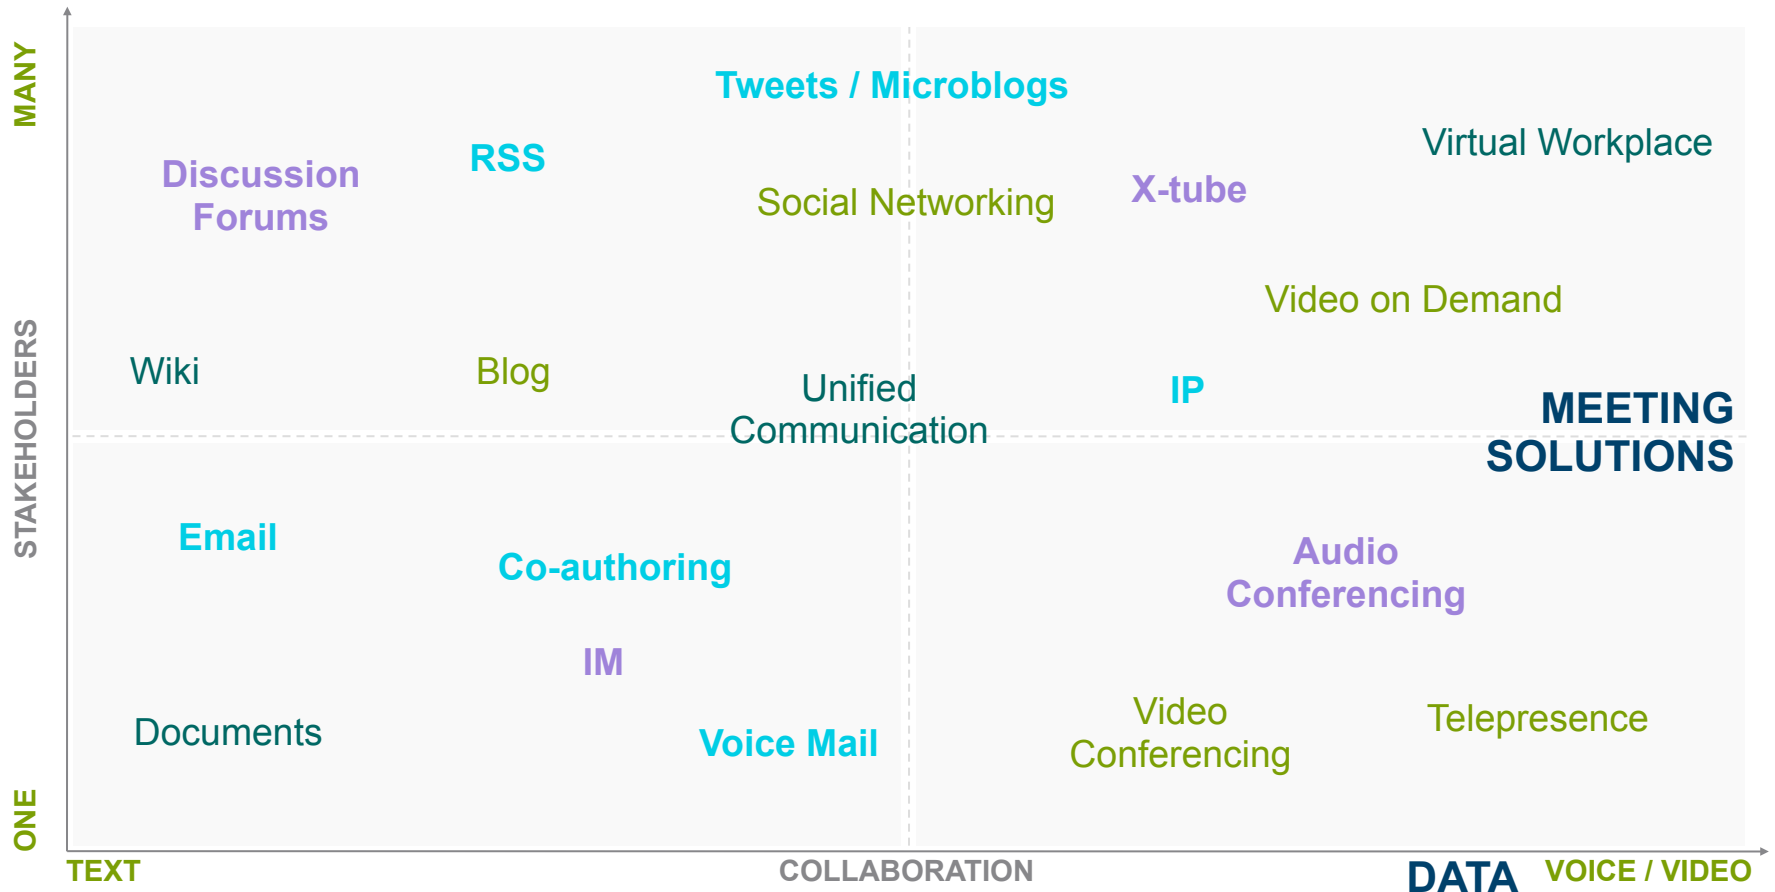 MANY
Tweets / Microblogs
Virtual Workplace
RSS
Discussion
Forums
X-tube
Social Networking
Video on Demand
STAKEHOLDERS
Wiki
Blog
Unified
Communication
IP
MEETING
SOLUTIONS
Email
Co-authoring
Audio
Conferencing
IM
Documents
Voice Mail
Video
Conferencing
Telepresence
ONE
TEXT
COLLABORATION
DATA
VOICE / VIDEO